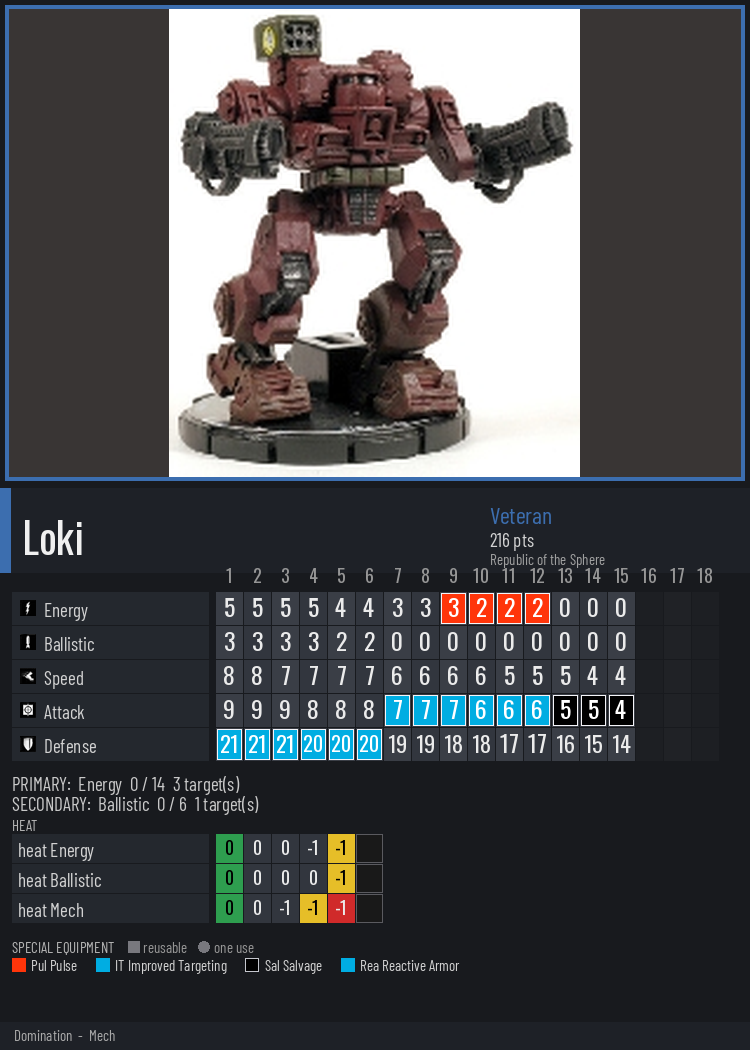 Loki
Veteran
216 pts
Republic of the Sphere
1 2 3 4 5 6 7 8 9 10 11 12 13 14 15 16 17 18
Energy 5 5 5 5 4 4 3 3 3 2 2 2 0 0 0
Ballistic 3 3 3 3 2 2 0 0 0 0 0 0 0 0 0
Speed 8 8 7 7 7 7 6 6 6 6 5 5 5 4 4
Attack 9 9 9 8 8 8 7 7 7 6 6 6 5 5 4
Defense 21 21 21 20 20 20 19 19 18 18 17 17 16 15 14
PRIMARY: Energy 0 / 14 3 target(s)
SECONDARY: Ballistic 0 / 6 1 target(s)
HEAT
heat Energy 0 0 0 -1 -1
heat Ballistic 0 0 0 0 -1
heat Mech 0 0 -1 -1 -1
SPECIAL EQUIPMENT reusable one use
Pul Pulse IT Improved Targeting Sal Salvage Rea Reactive Armor
Domination - Mech